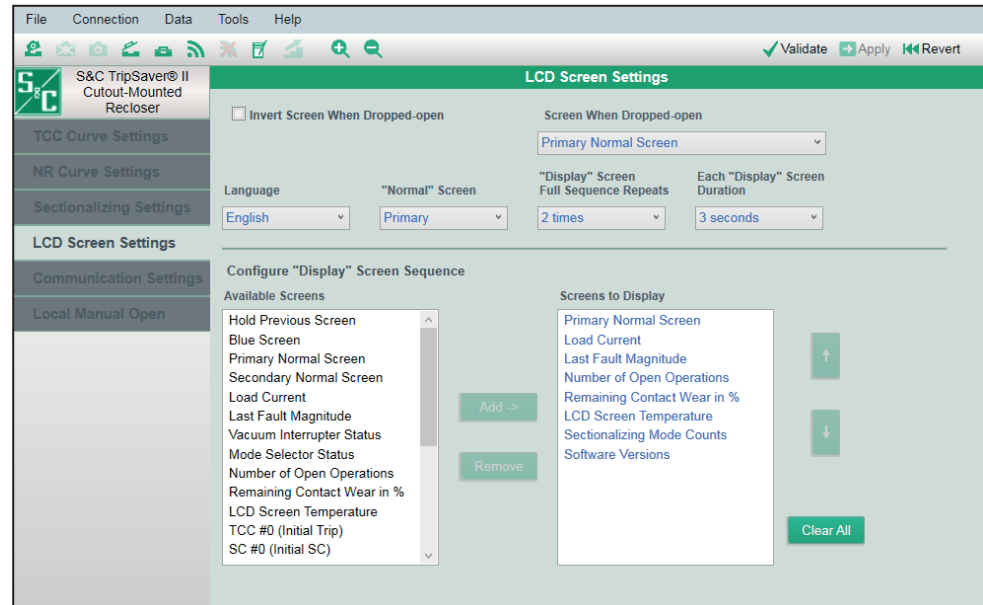 File Connection Data Tools Help
Validate Apply Revert
S&C
S&C TripSaver® II
Cutout-Mounted
Recloser
TCC Curve Settings
NR Curve Settings
Sectionalizing Settings
LCD Screen Settings
Communication Settings
Local Manual Open
LCD Screen Settings
Invert Screen When Dropped-open
Screen When Dropped-open
Primary Normal Screen
Language
English
"Normal" Screen
Primary
"Display" Screen
Full Sequence Repeats
2 times
Each "Display" Screen
Duration
3 seconds
Configure "Display" Screen Sequence
Available Screens
Hold Previous Screen
Blue Screen
Primary Normal Screen
Secondary Normal Screen
Load Current
Last Fault Magnitude
Vacuum Interrupter Status
Mode Selector Status
Number of Open Operations
Remaining Contact Wear in %
LCD Screen Temperature
TCC #0 (Initial Trip)
SC #0 (Initial SC)
Add ->
Remove
Screens to Display
Primary Normal Screen
Load Current
Last Fault Magnitude
Number of Open Operations
Remaining Contact Wear in %
LCD Screen Temperature
Sectionalizing Mode Counts
Software Versions
Clear All